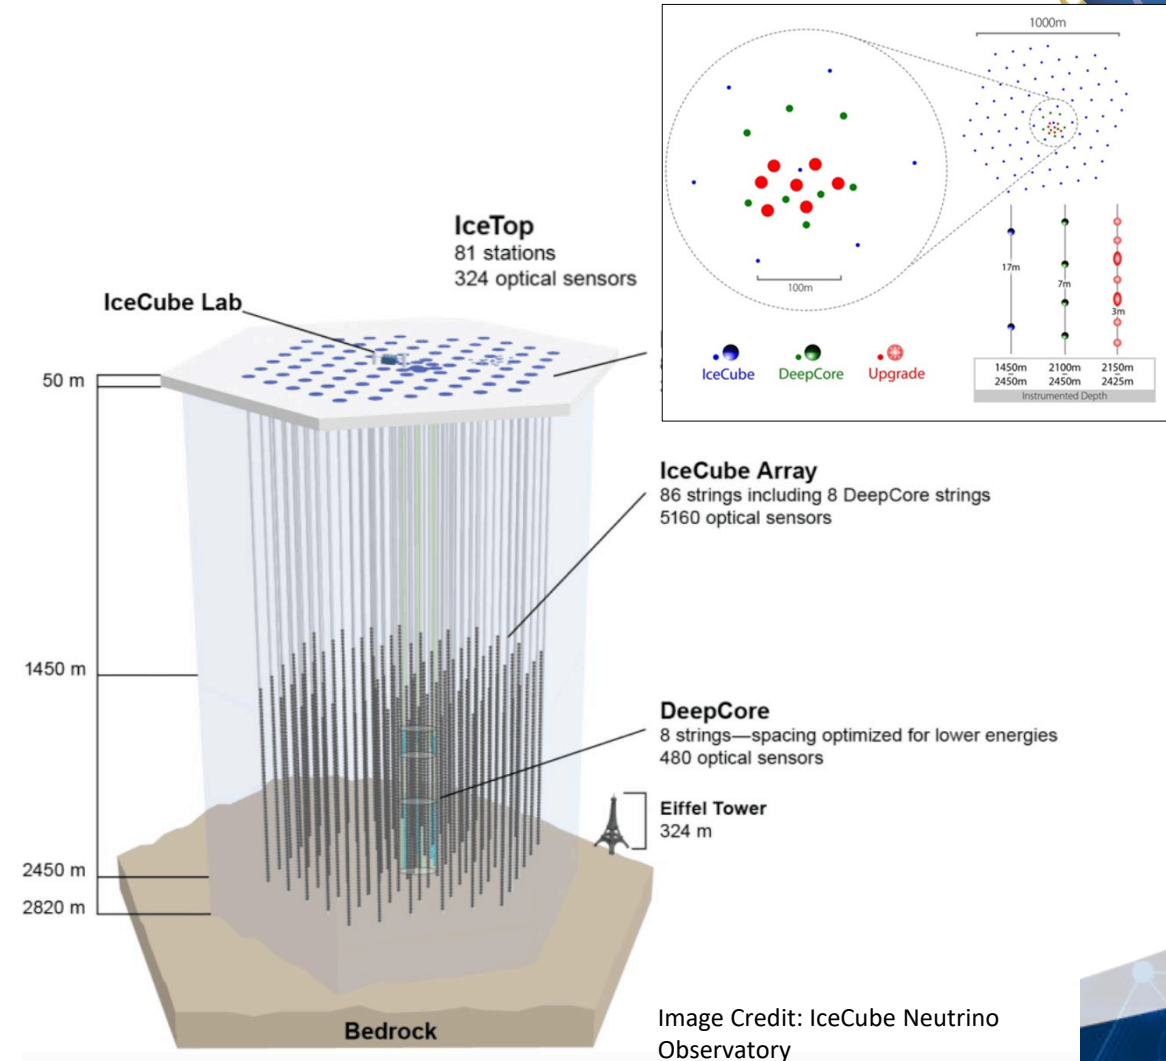 1000m
100m
17m
7m
3m
IceCube
DeepCore
Upgrade
1450m
2450m
2100m
2450m
2150m
2425m
Instrumented Depth
IceTop
81 stations
324 optical sensors
IceCube Lab
50 m
IceCube Array
86 strings including 8 DeepCore strings
5160 optical sensors
1450 m
DeepCore
8 strings—spacing optimized for lower energies
480 optical sensors
Eiffel Tower
324 m
2450 m
2820 m
Bedrock
Image Credit: IceCube Neutrino
Observatory